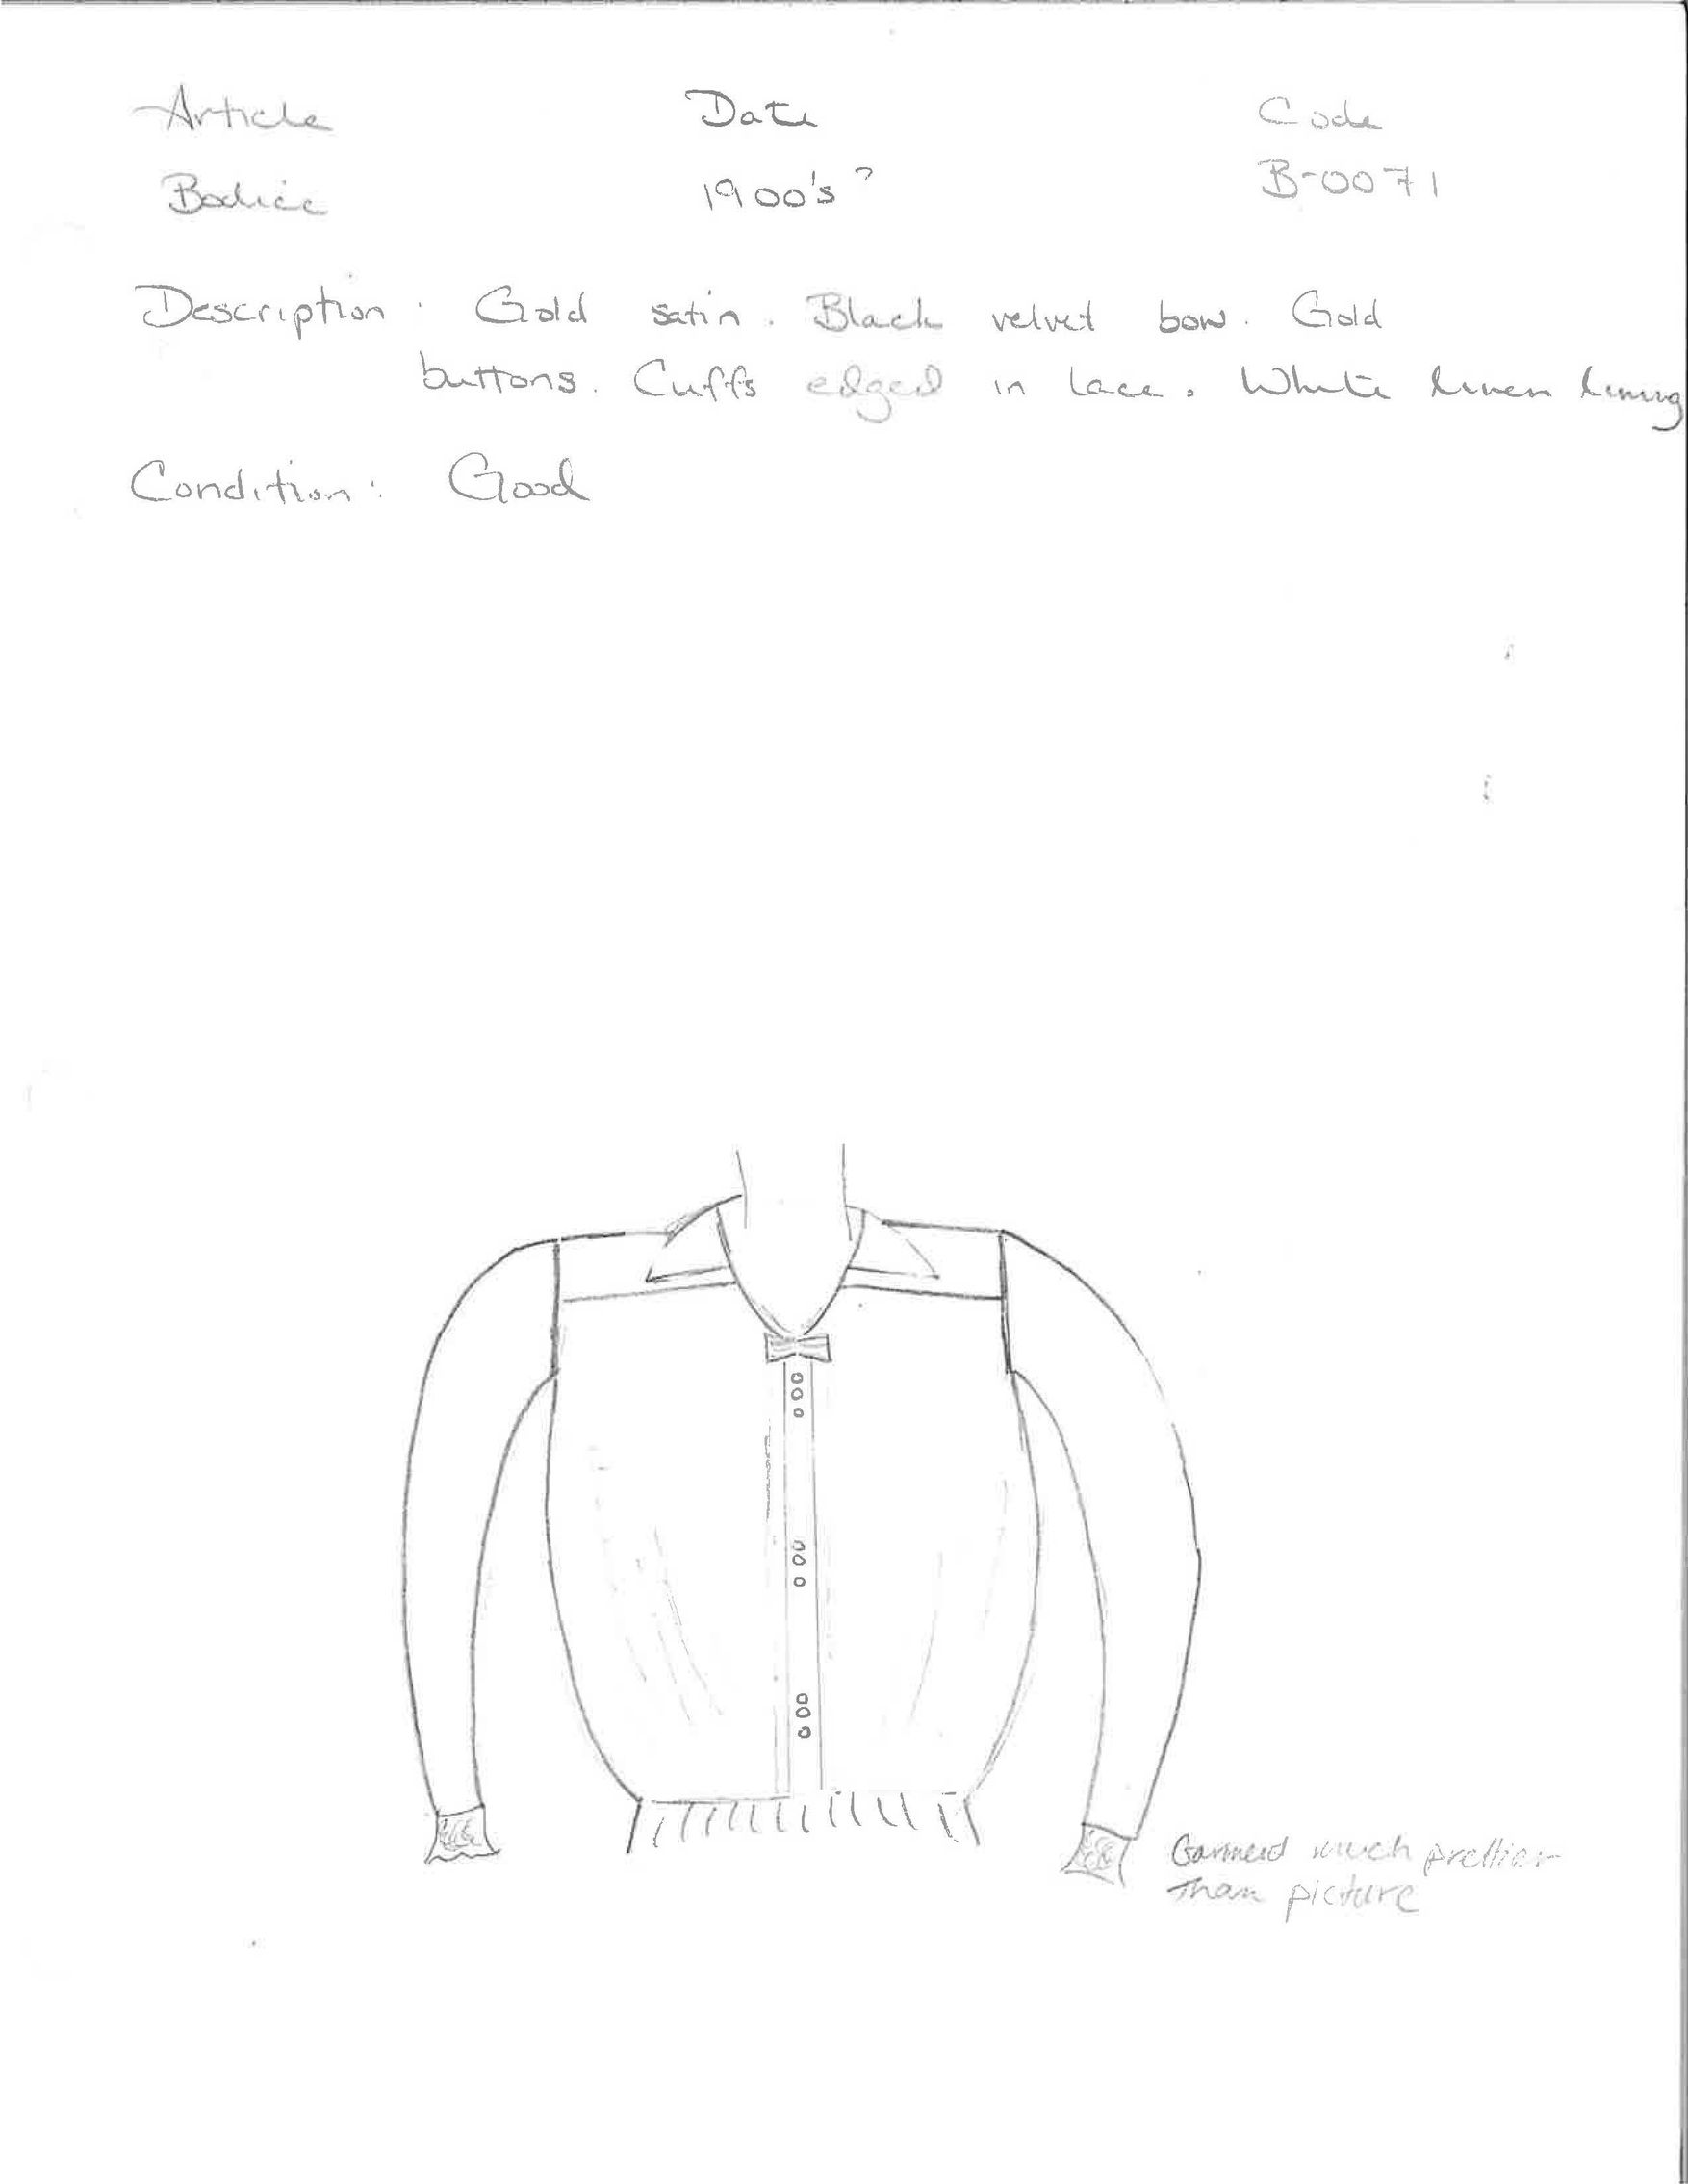 Article Date Code
Bodice 1900's? B-0071
Description: Gold satin. Black velvet bow. Gold
buttons. Cuffs edged in lace. White linen lining
Condition: Good
Garment much prettier
than picture